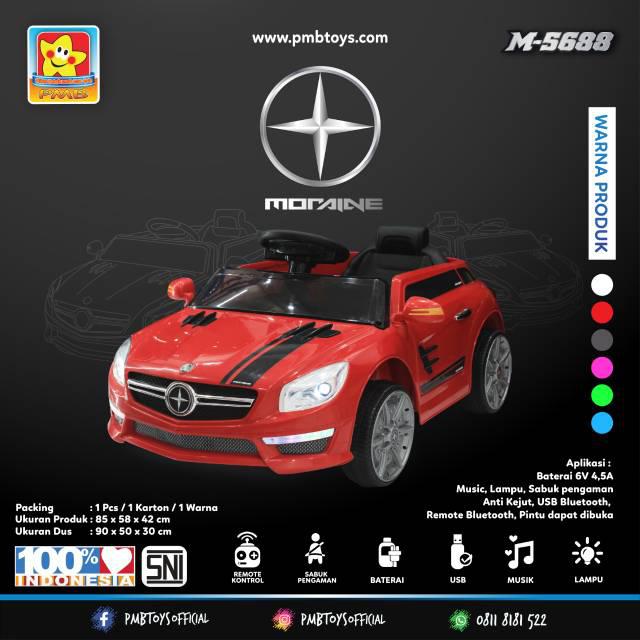 www.pmbtoys.com
M-5688
PMB
MORAINE
WARNA PRODUK
Aplikasi :
Baterai 6V 4,5A
Music, Lampu, Sabuk pengaman
Anti Kejut, USB Bluetooth,
Remote Bluetooth, Pintu dapat dibuka
Packing : 1 Pcs / 1 Karton / 1 Warna
Ukuran Produk : 85 x 58 x 42 cm
Ukuran Dus : 90 x 50 x 30 cm
100%
INDONESIA
SNI
REMOTE KONTROL
SABUK PENGAMAN
BATERAI
USB
MUSIK
LAMPU
PMBTOYSOFFICIAL
PMBTOYSOFFICIAL
0811 8181 522